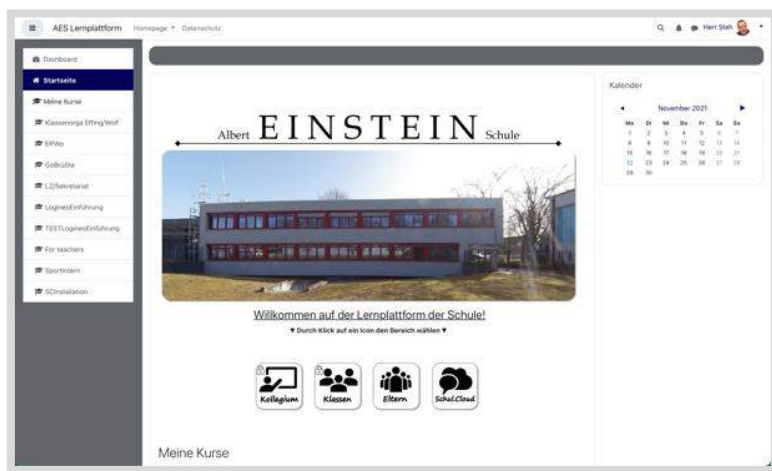 AES Lernplattform Homepage Datenschutz Herr Steh
Dashboard
Startseite
Meine Kurse
Klassenorga Effing/Wolf
EffWo
GoBrüSte
LZ/Sekretariat
LogineoEinführung
TESTLogineoEinführung
For teachers
Sportintern
SCInstallation
Albert EINSTEIN Schule
Willkommen auf der Lernplattform der Schule!
▼ Durch Klick auf ein Icon den Bereich wählen ▼
Kollegium Klassen Eltern Schul.Cloud
Meine Kurse
Kalender
◄ November 2021 ►
Mo Di Mi Do Fr Sa So
1 2 3 4 5 6 7
8 9 10 11 12 13 14
15 16 17 18 19 20 21
22 23 24 25 26 27 28
29 30